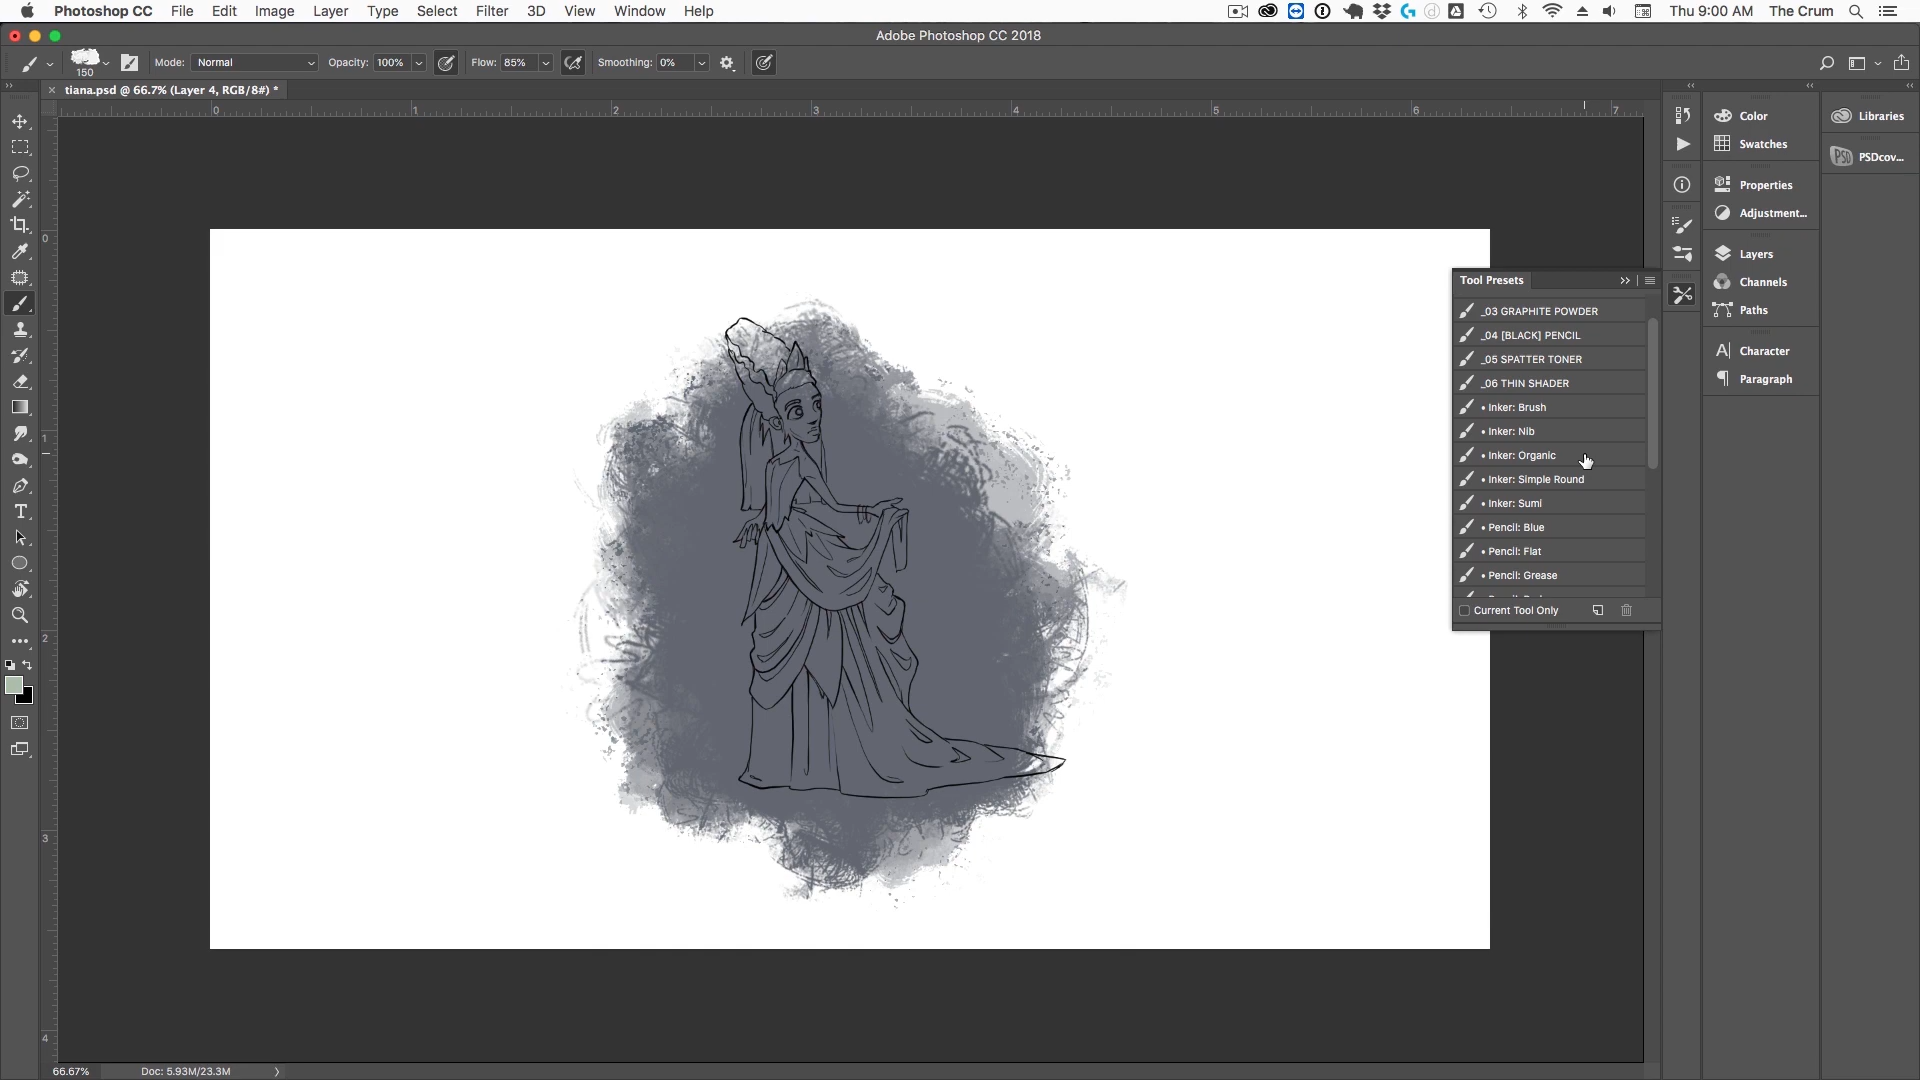 Photoshop CC File Edit Image Layer Type Select Filter 3D View Window Help Thu 9:00 AM The Crum
Adobe Photoshop CC 2018
150 Mode: Normal Opacity: 100% Flow: 85% Smoothing: 0%
tiana.psd @ 66.7% (Layer 4, RGB/8#) *
0 1 2 3 4 5 6 7
0
1
2
3
4
Tool Presets
_03 GRAPHITE POWDER
_04 [BLACK] PENCIL
_05 SPATTER TONER
_06 THIN SHADER
• Inker: Brush
• Inker: Nib
• Inker: Organic
• Inker: Simple Round
• Inker: Sumi
• Pencil: Blue
• Pencil: Flat
• Pencil: Grease
Current Tool Only
Color
Swatches
Properties
Adjustment...
Layers
Channels
Paths
Character
Paragraph
Libraries
PSDcov...
66.67% Doc: 5.93M/23.3M